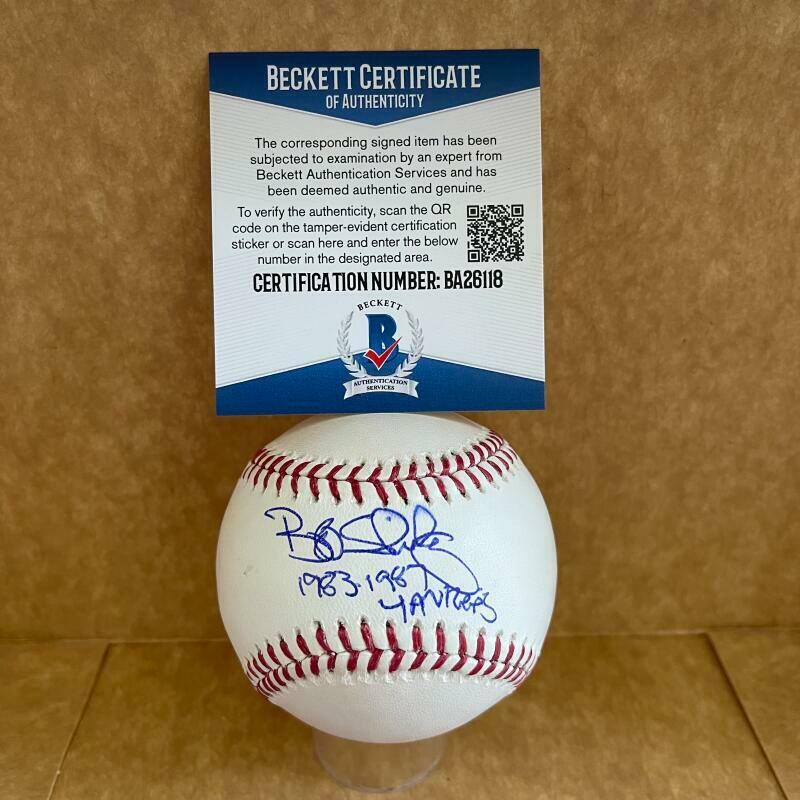 BECKETT CERTIFICATE
OF AUTHENTICITY
The corresponding signed item has been
subjected to examination by an expert from
Beckett Authentication Services and has
been deemed authentic and genuine.
To verify the authenticity, scan the QR
code on the tamper-evident certification
sticker or scan here and enter the below
number in the designated area.
CERTIFICATION NUMBER: BA26118
BECKETT
B
AUTHENTICATION
SERVICES
Bob
1983-1987
YANKEES